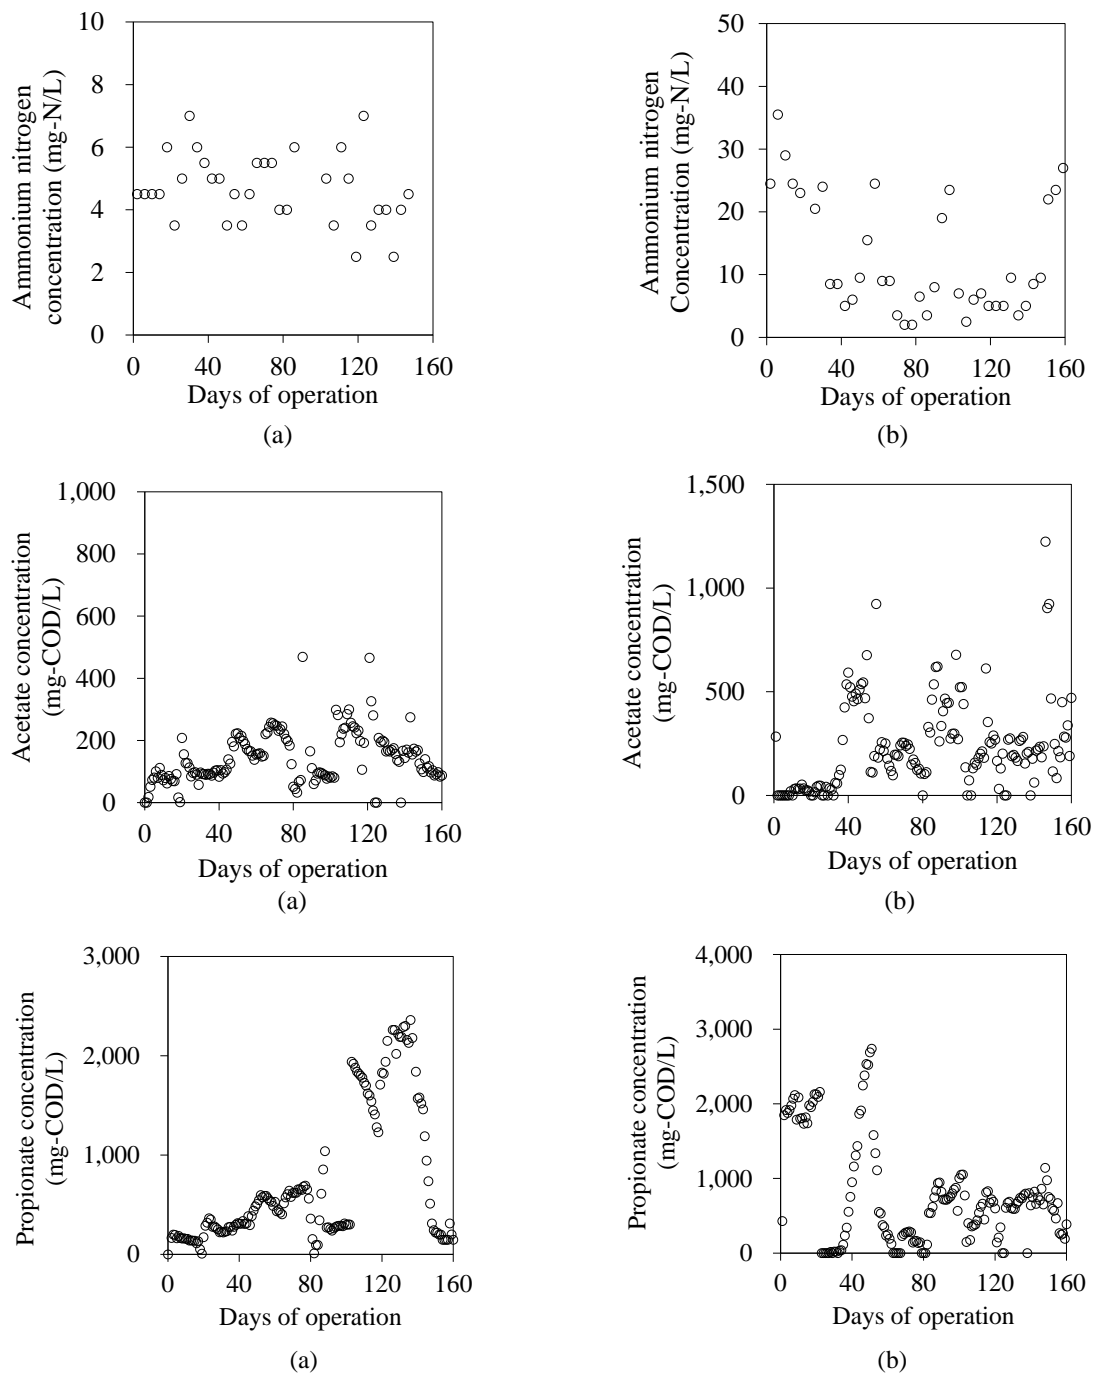 Ammonium nitrogen
concentration (mg-N/L)
10
8
6
4
2
0
0 40 80 120 160
Days of operation
(a)
Ammonium nitrogen
Concentration (mg-N/L)
50
40
30
20
10
0
0 40 80 120 160
Days of operation
(b)
Acetate concentration
(mg-COD/L)
1,000
800
600
400
200
0
0 40 80 120 160
Days of operation
(a)
Acetate concentration
(mg-COD/L)
1,500
1,000
500
0
0 40 80 120 160
Days of operation
(b)
Propionate concentration
(mg-COD/L)
3,000
2,000
1,000
0
0 40 80 120 160
Days of operation
(a)
Propionate concentration
(mg-COD/L)
4,000
3,000
2,000
1,000
0
0 40 80 120 160
Days of operation
(b)